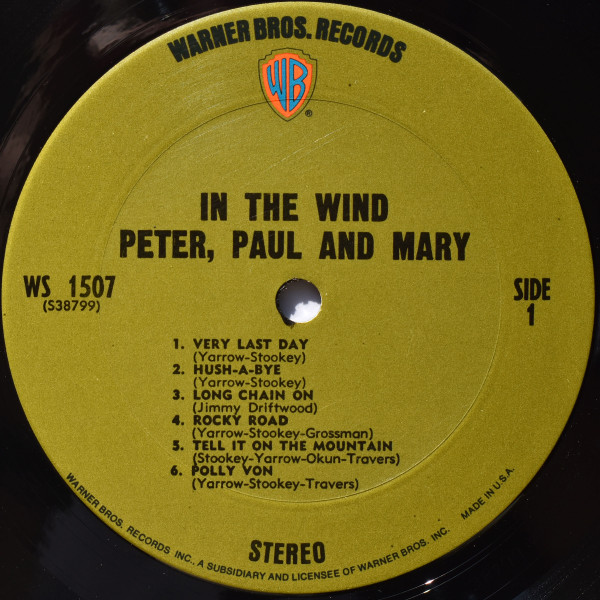 WARNER BROS. RECORDS
WB
®
IN THE WIND
PETER, PAUL AND MARY
WS 1507
(S38799)
SIDE
1
1. VERY LAST DAY
(Yarrow-Stookey)
2. HUSH-A-BYE
(Yarrow-Stookey)
3. LONG CHAIN ON
(Jimmy Driftwood)
4. ROCKY ROAD
(Yarrow-Stookey-Grossman)
5. TELL IT ON THE MOUNTAIN
(Stookey-Yarrow-Okun-Travers)
6. POLLY VON
(Yarrow-Stookey-Travers)
STEREO
WARNER BROS. RECORDS INC., A SUBSIDIARY AND LICENSEE OF WARNER BROS. INC. MADE IN U.S.A.